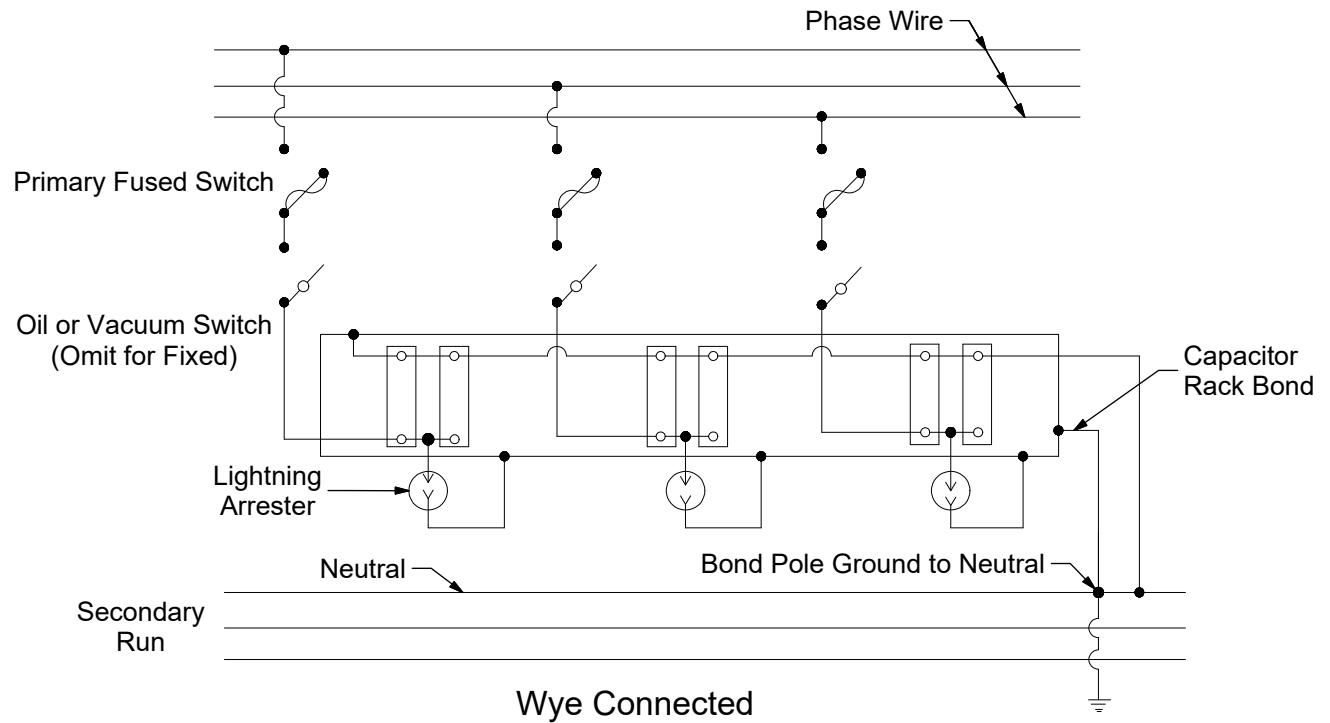 Phase Wire
Primary Fused Switch
Oil or Vacuum Switch
(Omit for Fixed)
Capacitor
Rack Bond
Lightning
Arrester
Neutral
Bond Pole Ground to Neutral
Secondary
Run
Wye Connected